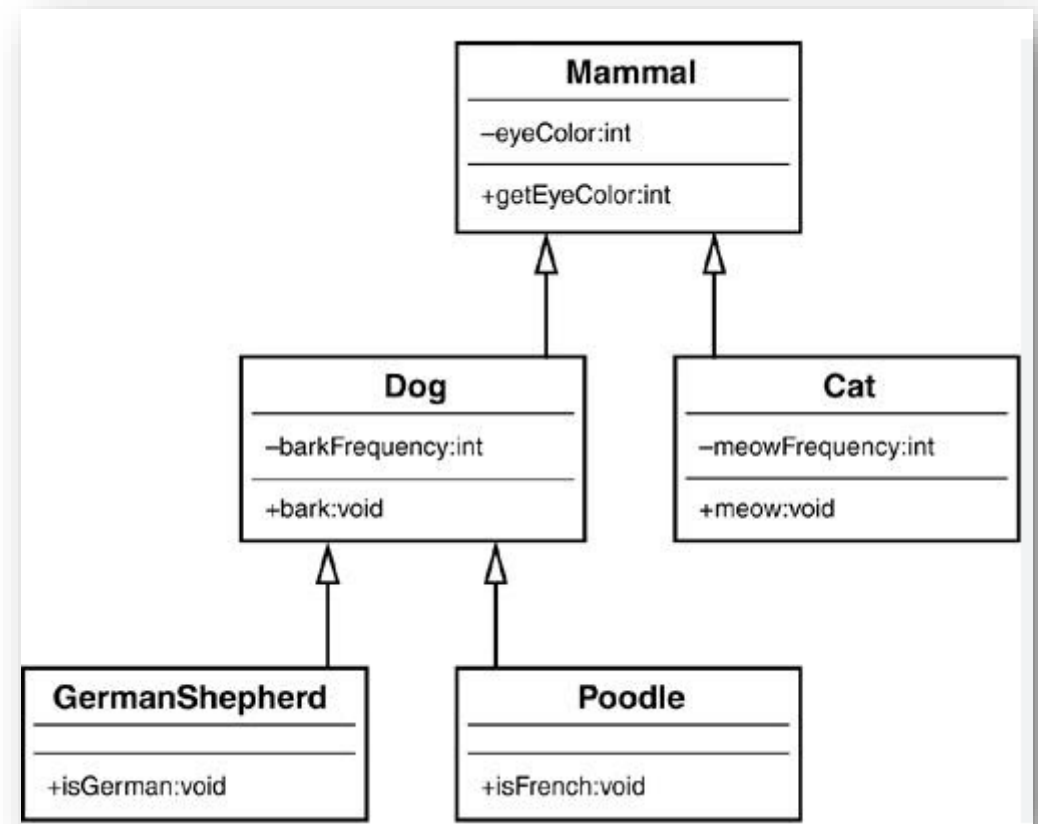 Mammal
–eyeColor:int
+getEyeColor:int
Dog
–barkFrequency:int
+bark:void
Cat
–meowFrequency:int
+meow:void
GermanShepherd
+isGerman:void
Poodle
+isFrench:void